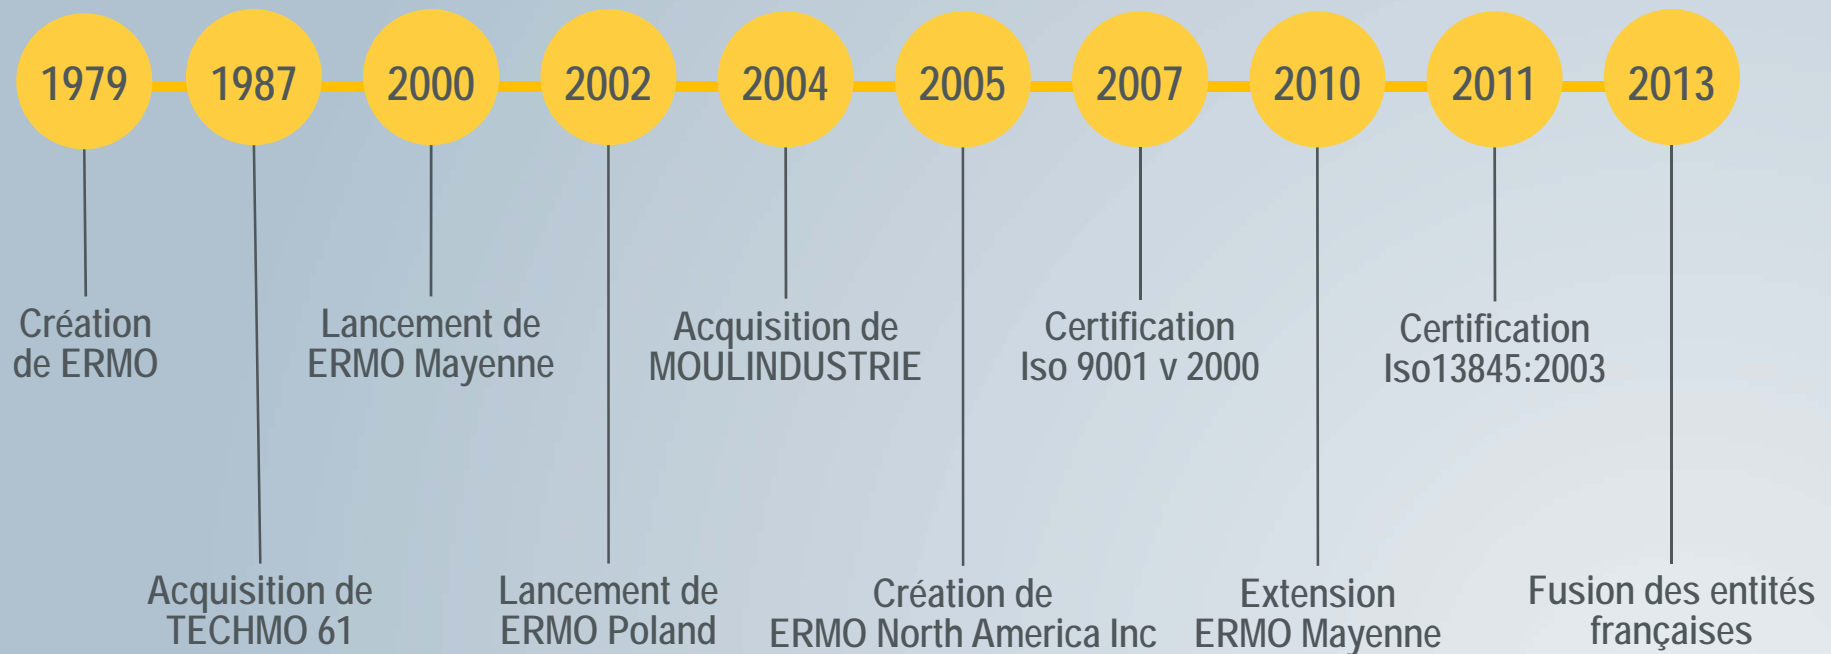 1979 1987 2000 2002 2004 2005 2007 2010 2011 2013
Création
de ERMO
Lancement de
ERMO Mayenne
Acquisition de
MOULINDUSTRIE
Certification
Iso 9001 v 2000
Certification
Iso13845:2003
Acquisition de
TECHMO 61
Lancement de
ERMO Poland
Création de
ERMO North America Inc
Extension
ERMO Mayenne
Fusion des entités
françaises